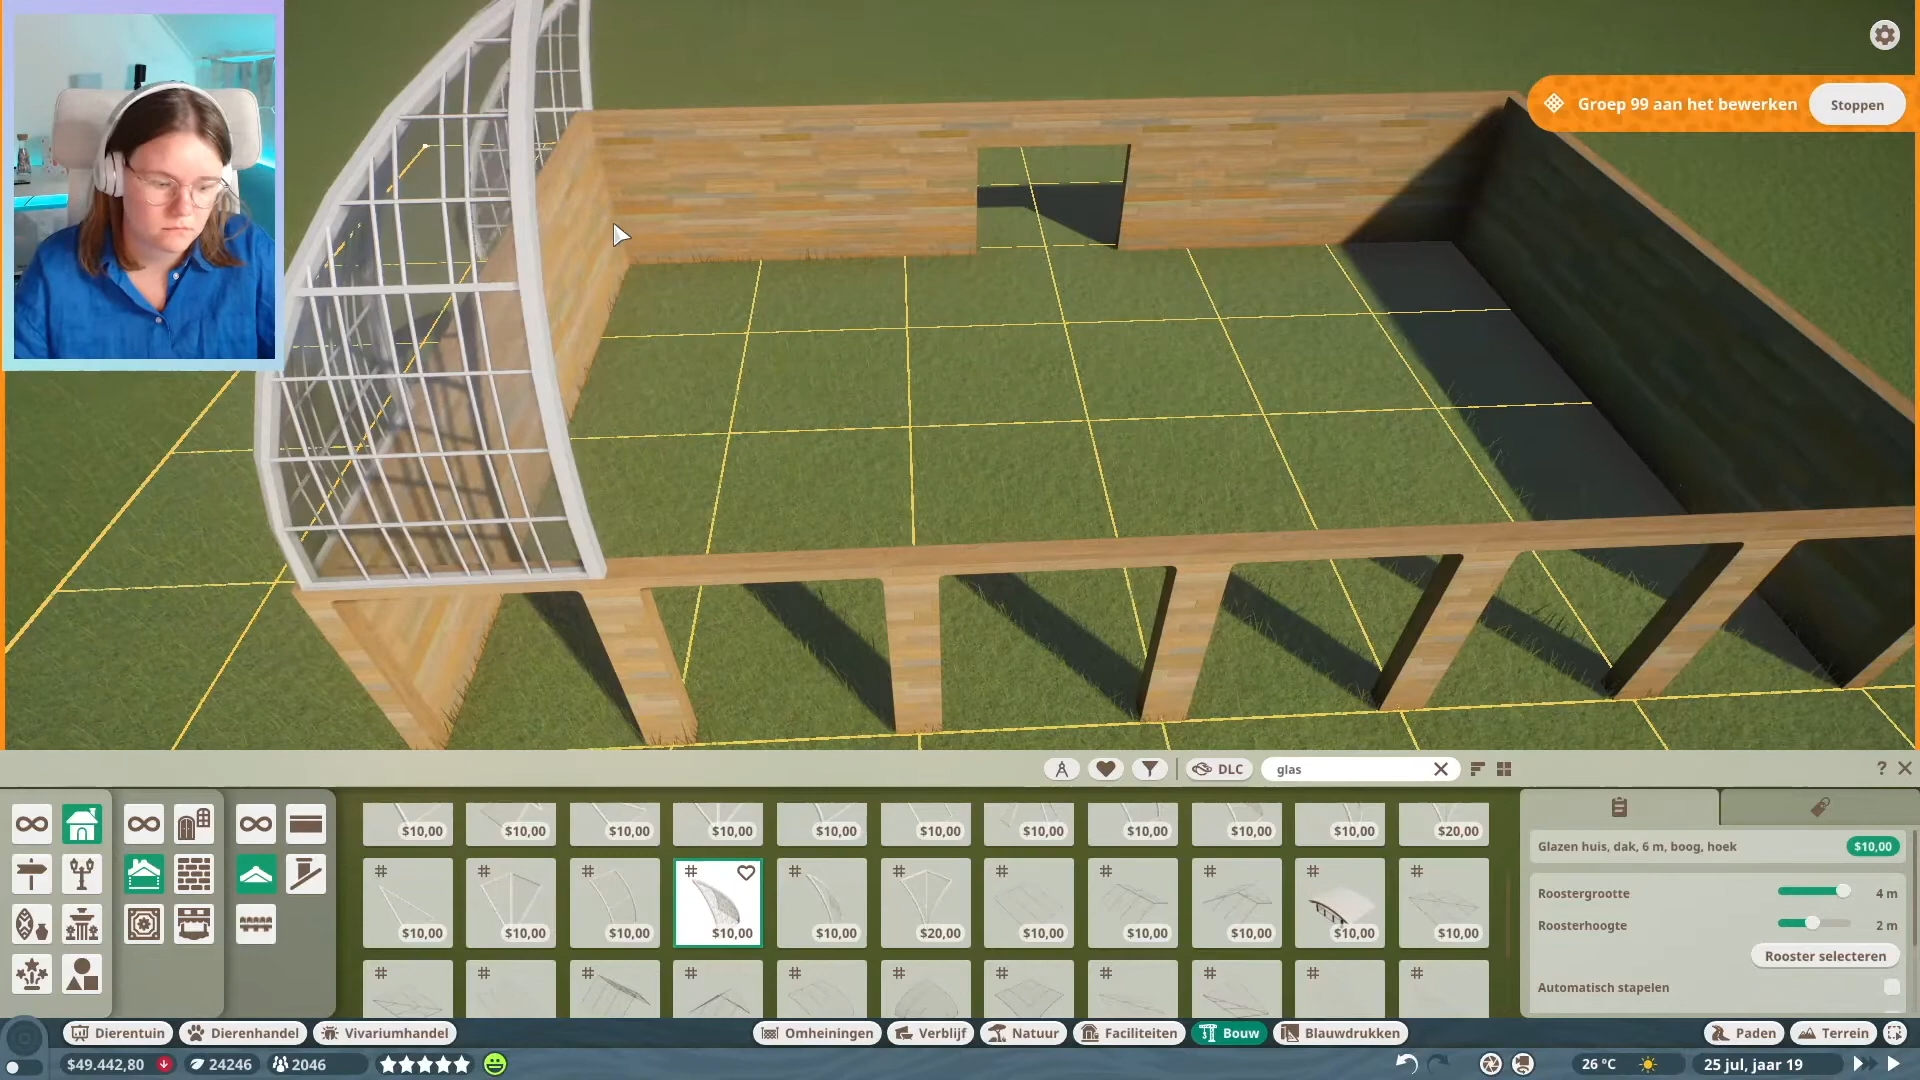 Groep 99 aan het bewerken
Stoppen
DLC
glas
?
$10,00 $10,00 $10,00 $10,00 $10,00 $10,00 $10,00 $10,00 $10,00 $10,00 $20,00
$10,00 $10,00 $10,00 $10,00 $10,00 $20,00 $10,00 $10,00 $10,00 $10,00 $10,00
Glazen huis, dak, 6 m, boog, hoek $10,00
Roostergrootte 4 m
Roosterhoogte 2 m
Rooster selecteren
Automatisch stapelen
Dierentuin Dierenhandel Vivariumhandel Omheiningen Verblijf Natuur Faciliteiten Bouw Blauwdrukken Paden Terrein
$49.442,80 24246 2046 26 °C 25 jul, jaar 19